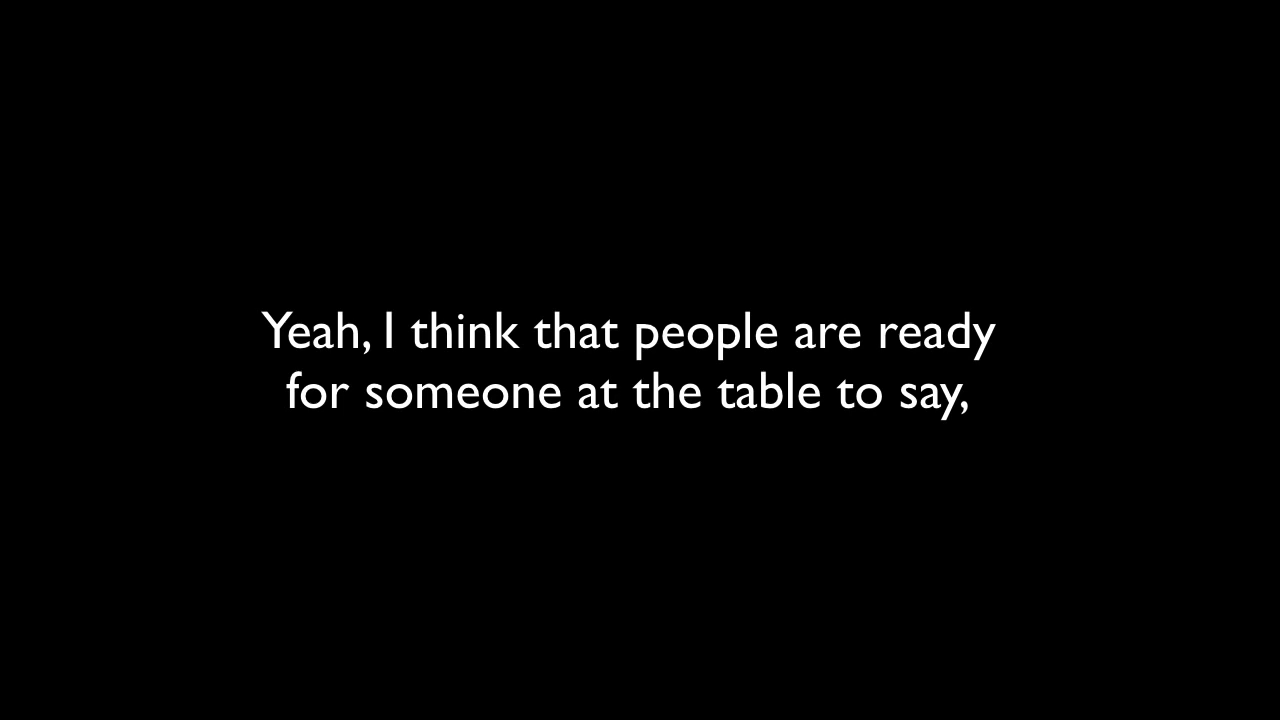 Yeah, I think that people are ready
for someone at the table to say,